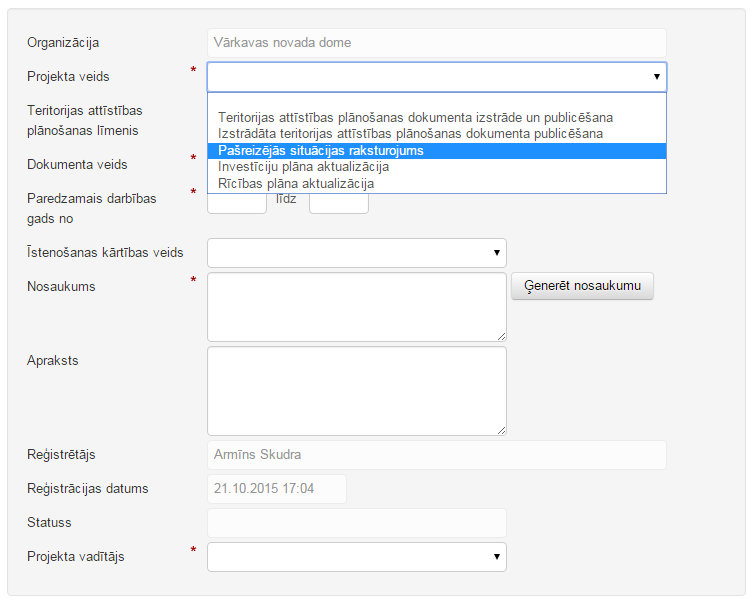 Organizācija
Vārkavas novada dome
Projekta veids *
Teritorijas attīstības plānošanas dokumenta izstrāde un publicēšana
Izstrādāta teritorijas attīstības plānošanas dokumenta publicēšana
Pašreizējās situācijas raksturojums
Investīciju plāna aktualizācija
Rīcības plāna aktualizācija
Teritorijas attīstības
plānošanas līmenis
Dokumenta veids *
Paredzamais darbības *
gads no
līdz
Īstenošanas kārtības veids
Nosaukums *
Ģenerēt nosaukumu
Apraksts
Reģistrētājs
Armīns Skudra
Reģistrācijas datums
21.10.2015 17:04
Statuss
Projekta vadītājs *